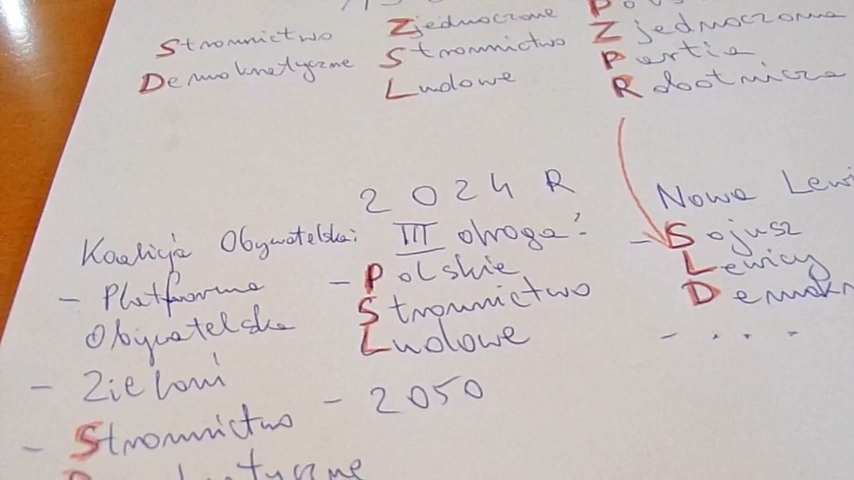 Stronnictwo
Demokratyczne
Zjednoczone
Stronnictwo
Ludowe
Zjednoczona
Partia
Robotnicza
2024 R
Koalicja Obywatelska:
- Platforma
Obywatelska
- Zieloni
- Stronnictwo
III droga:
- Polskie
Stronnictwo
Ludowe
- 2050
Nowa Lewi
- Sojusz
Lewicy
Demokr
- . . .